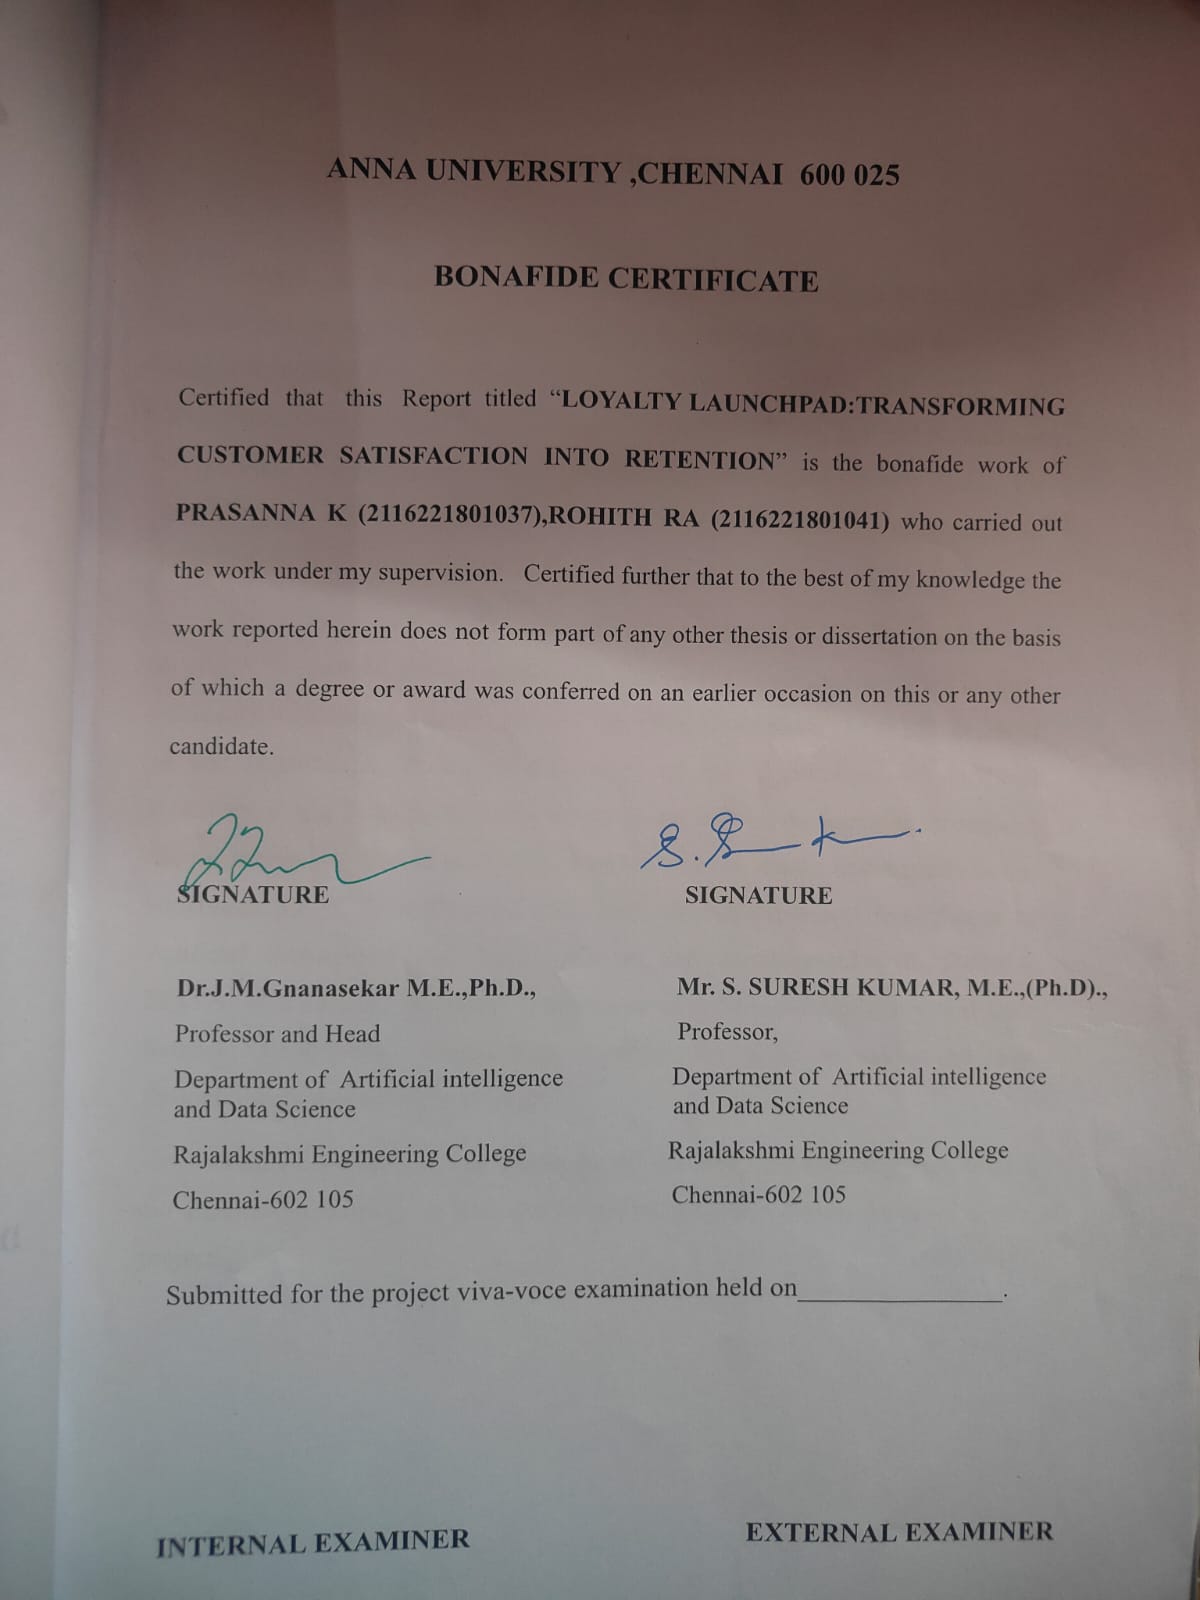 ANNA UNIVERSITY ,CHENNAI 600 025
BONAFIDE CERTIFICATE
Certified that this Report titled “LOYALTY LAUNCHPAD:TRANSFORMING
CUSTOMER SATISFACTION INTO RETENTION” is the bonafide work of
PRASANNA K (2116221801037),ROHITH RA (2116221801041) who carried out
the work under my supervision. Certified further that to the best of my knowledge the
work reported herein does not form part of any other thesis or dissertation on the basis
of which a degree or award was conferred on an earlier occasion on this or any other
candidate.
SIGNATURE
Dr.J.M.Gnanasekar M.E.,Ph.D.,
Professor and Head
Department of Artificial intelligence
and Data Science
Rajalakshmi Engineering College
Chennai-602 105
SIGNATURE
Mr. S. SURESH KUMAR, M.E.,(Ph.D).,
Professor,
Department of Artificial intelligence
and Data Science
Rajalakshmi Engineering College
Chennai-602 105
Submitted for the project viva-voce examination held on_______________.
INTERNAL EXAMINER
EXTERNAL EXAMINER